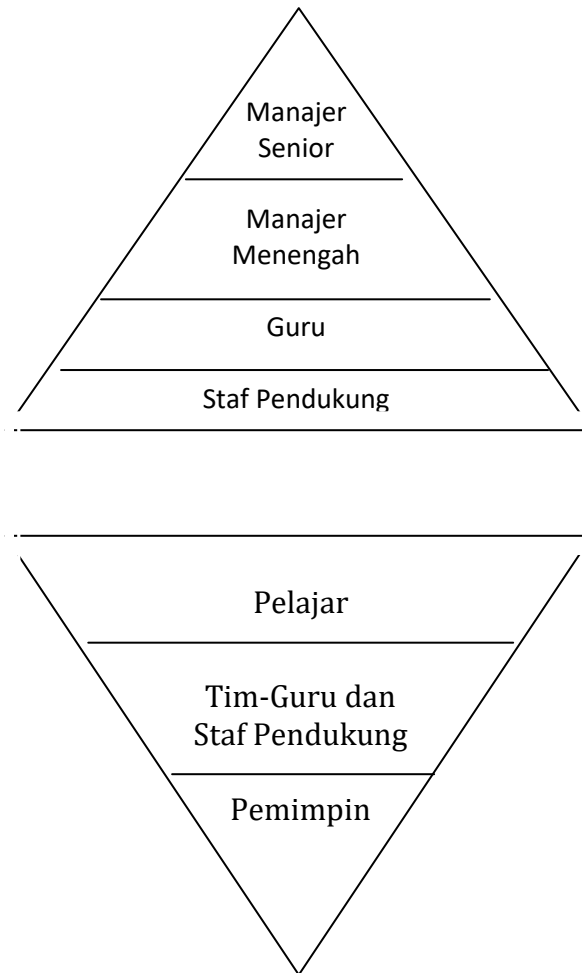 Manajer
Senior
Manajer
Menengah
Guru
Staf Pendukung
Pelajar
Tim-Guru dan
Staf Pendukung
Pemimpin